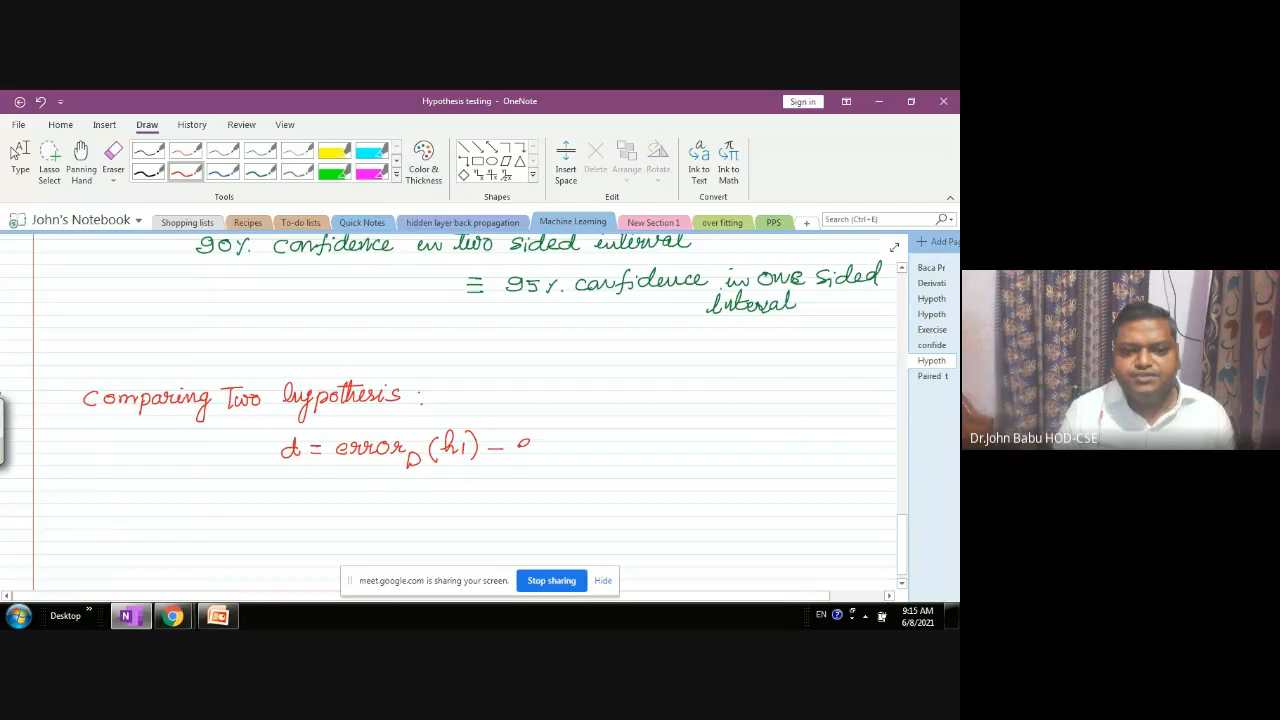 Hypothesis testing - OneNote
Sign in
File Home Insert Draw History Review View
Type Lasso Select Panning Hand Eraser Color & Thickness Insert Space Delete Arrange Rotate Ink to Text Ink to Math
Tools Shapes Edit Convert
John's Notebook Shopping lists Recipes To-do lists Quick Notes hidden layer back propagation Machine Learning New Section 1 over fitting PPS Search (Ctrl+E)
90% confidence in two sided interval
≡ 95% confidence in one sided
interval
Comparing Two hypothesis :
d = error_D (h1) −
Add Pag
Baca Pr
Derivati
Hypoth
Hypoth
Exercise
confide
Hypoth
Paired t
Dr.John Babu HOD-CSE
meet.google.com is sharing your screen. Stop sharing Hide
Desktop EN 9:15 AM
6/8/2021